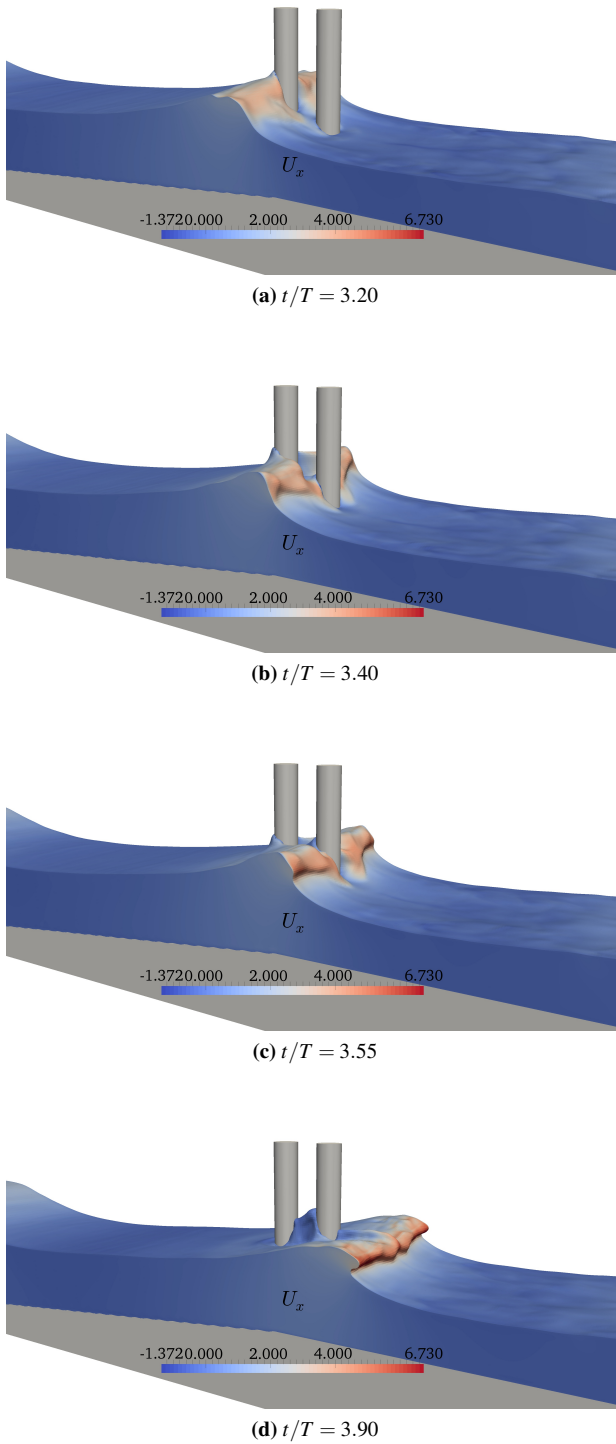 U_x
-1.3720.000 2.000 4.000 6.730
(a) t/T = 3.20
U_x
-1.3720.000 2.000 4.000 6.730
(b) t/T = 3.40
U_x
-1.3720.000 2.000 4.000 6.730
(c) t/T = 3.55
U_x
-1.3720.000 2.000 4.000 6.730
(d) t/T = 3.90